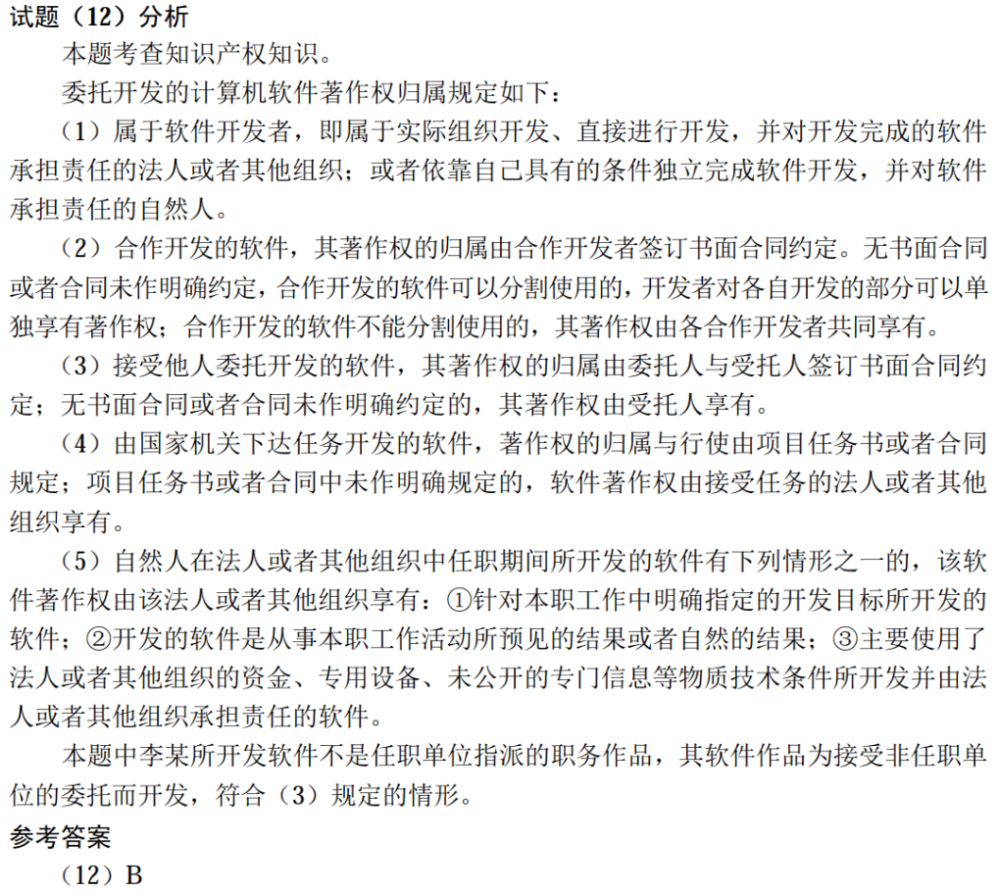 试题（12）分析
本题考查知识产权知识。
委托开发的计算机软件著作权归属规定如下：
（1）属于软件开发者，即属于实际组织开发、直接进行开发，并对开发完成的软件
承担责任的法人或者其他组织；或者依靠自己具有的条件独立完成软件开发，并对软件
承担责任的自然人。
（2）合作开发的软件，其著作权的归属由合作开发者签订书面合同约定。无书面合同
或者合同未作明确约定，合作开发的软件可以分割使用的，开发者对各自开发的部分可以单
独享有著作权；合作开发的软件不能分割使用的，其著作权由各合作开发者共同享有。
（3）接受他人委托开发的软件，其著作权的归属由委托人与受托人签订书面合同约
定；无书面合同或者合同未作明确约定的，其著作权由受托人享有。
（4）由国家机关下达任务开发的软件，著作权的归属与行使由项目任务书或者合同
规定；项目任务书或者合同中未作明确规定的，软件著作权由接受任务的法人或者其他
组织享有。
（5）自然人在法人或者其他组织中任职期间所开发的软件有下列情形之一的，该软
件著作权由该法人或者其他组织享有：①针对本职工作中明确指定的开发目标所开发的
软件；②开发的软件是从事本职工作活动所预见的结果或者自然的结果；③主要使用了
法人或者其他组织的资金、专用设备、未公开的专门信息等物质技术条件所开发并由法
人或者其他组织承担责任的软件。
本题中李某所开发软件不是任职单位指派的职务作品，其软件作品为接受非任职单
位的委托而开发，符合（3）规定的情形。
参考答案
（12）B